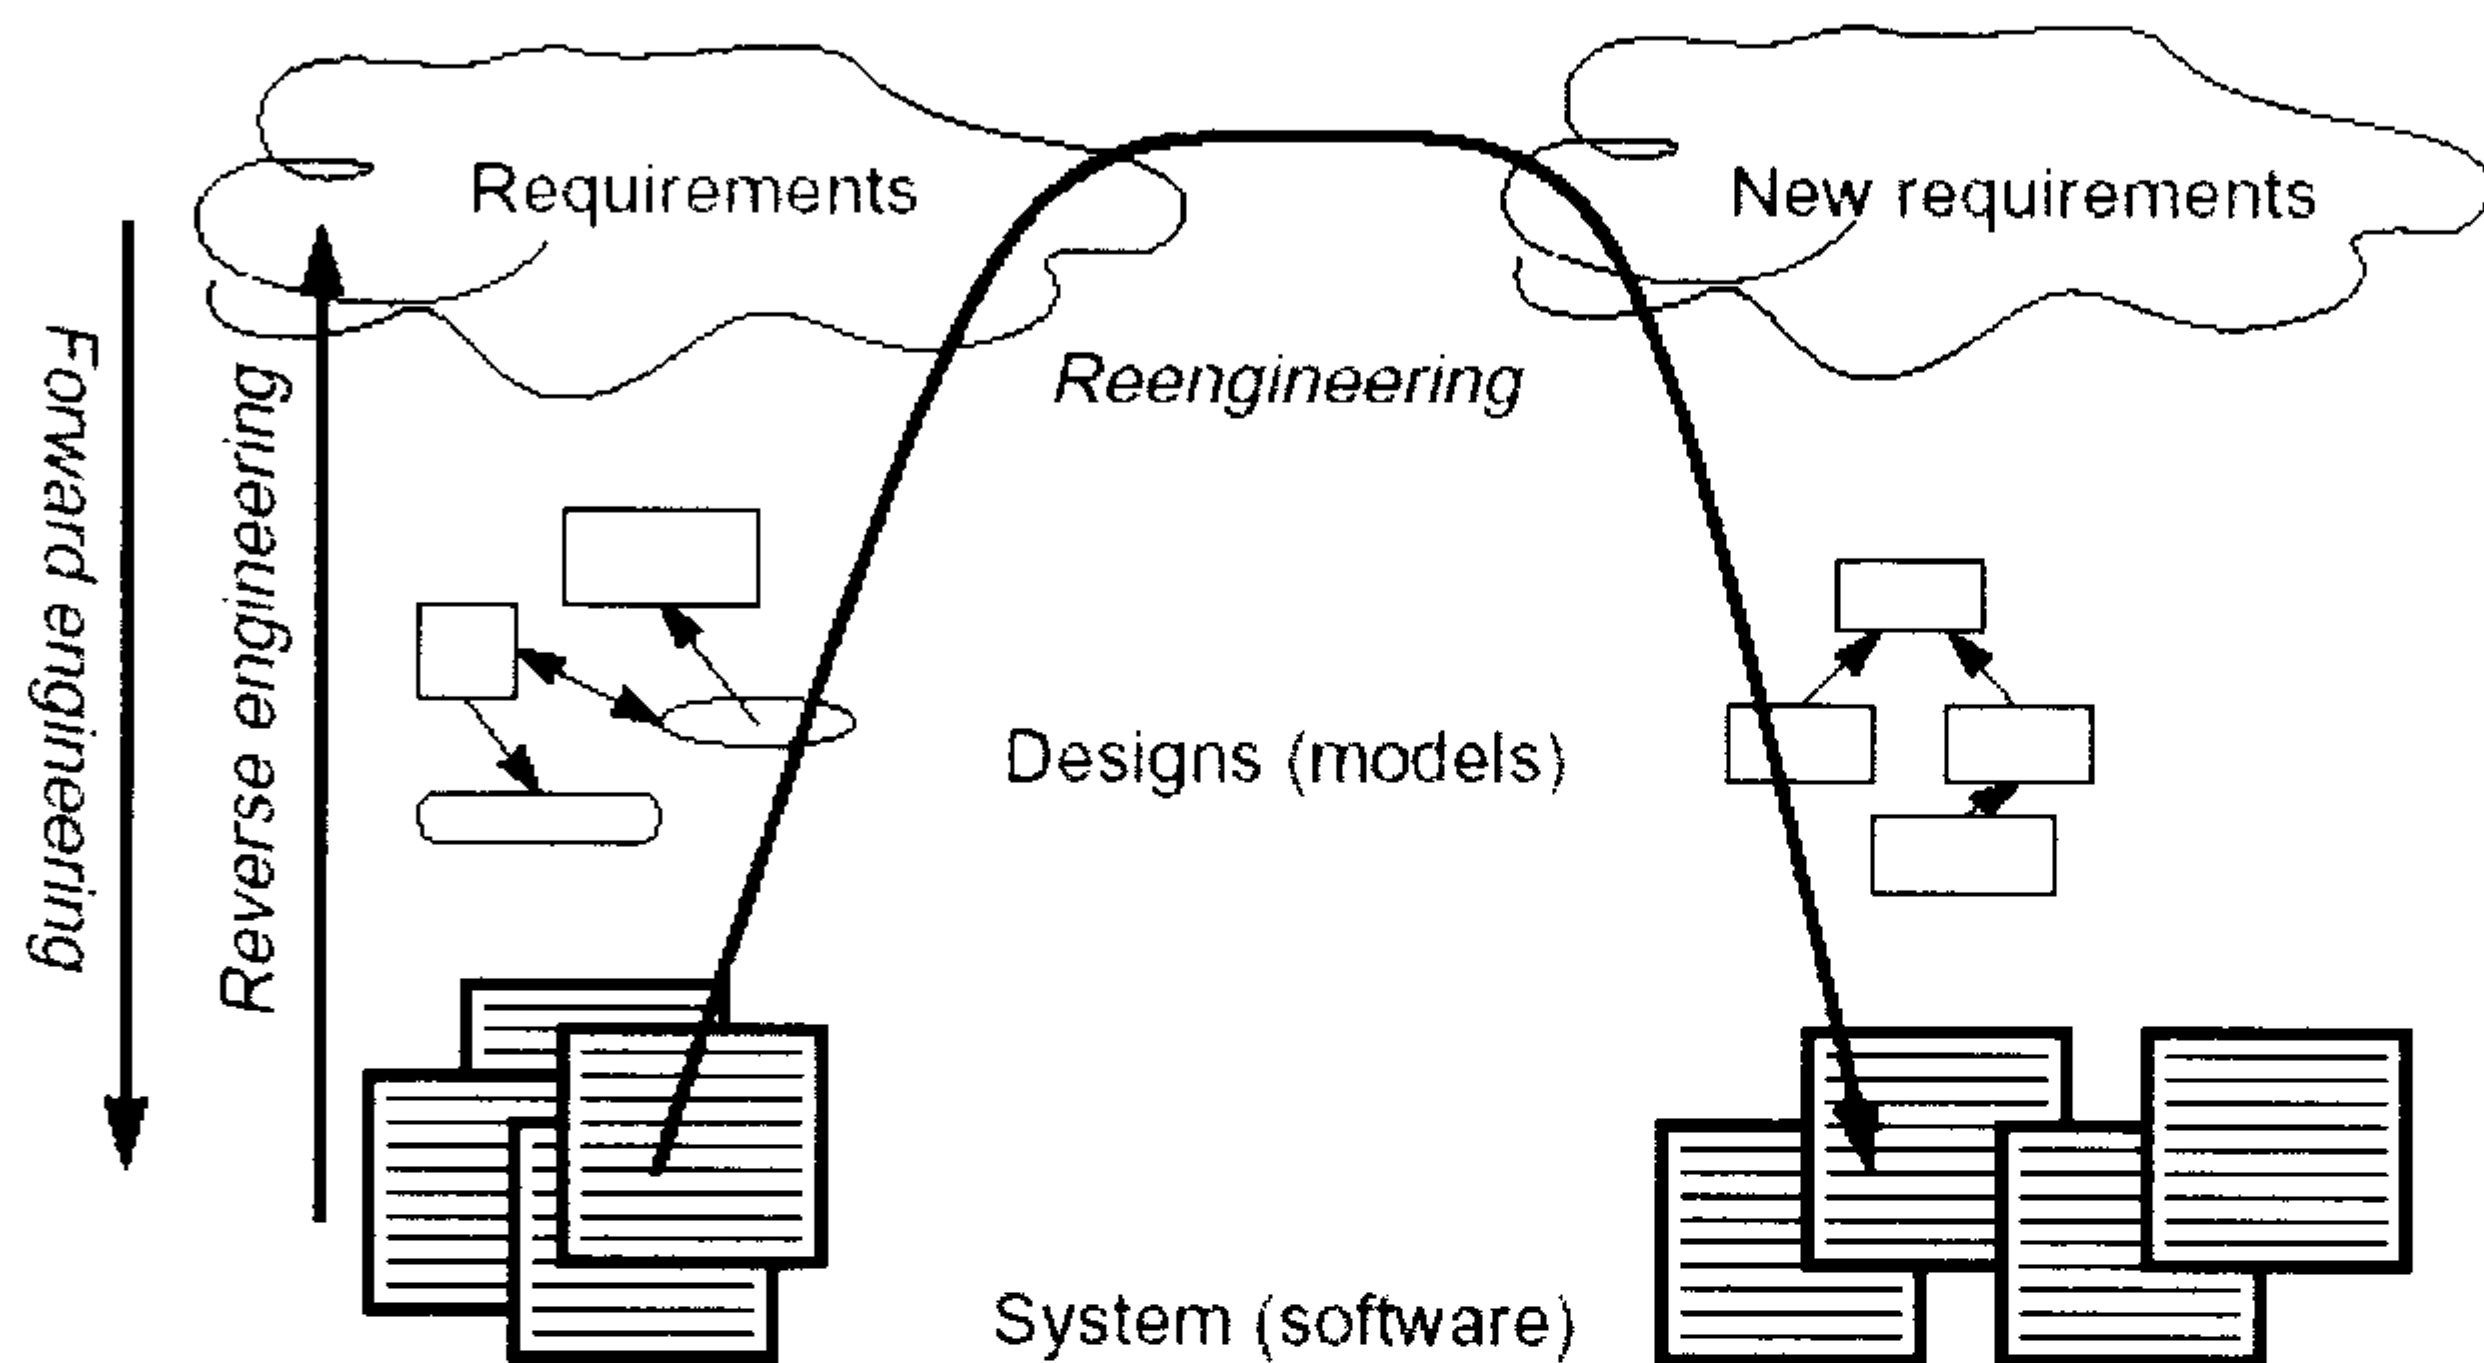 Requirements
New requirements
Reengineering
Forward engineering
Reverse engineering
Designs (models)
System (software)